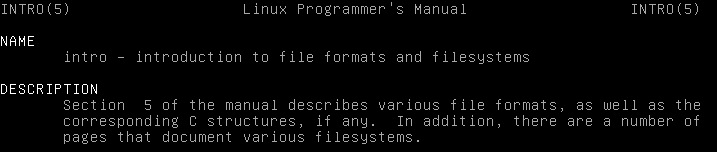 INTRO(5) Linux Programmer's Manual INTRO(5)
NAME
intro – introduction to file formats and filesystems
DESCRIPTION
Section 5 of the manual describes various file formats, as well as the
corresponding C structures, if any. In addition, there are a number of
pages that document various filesystems.